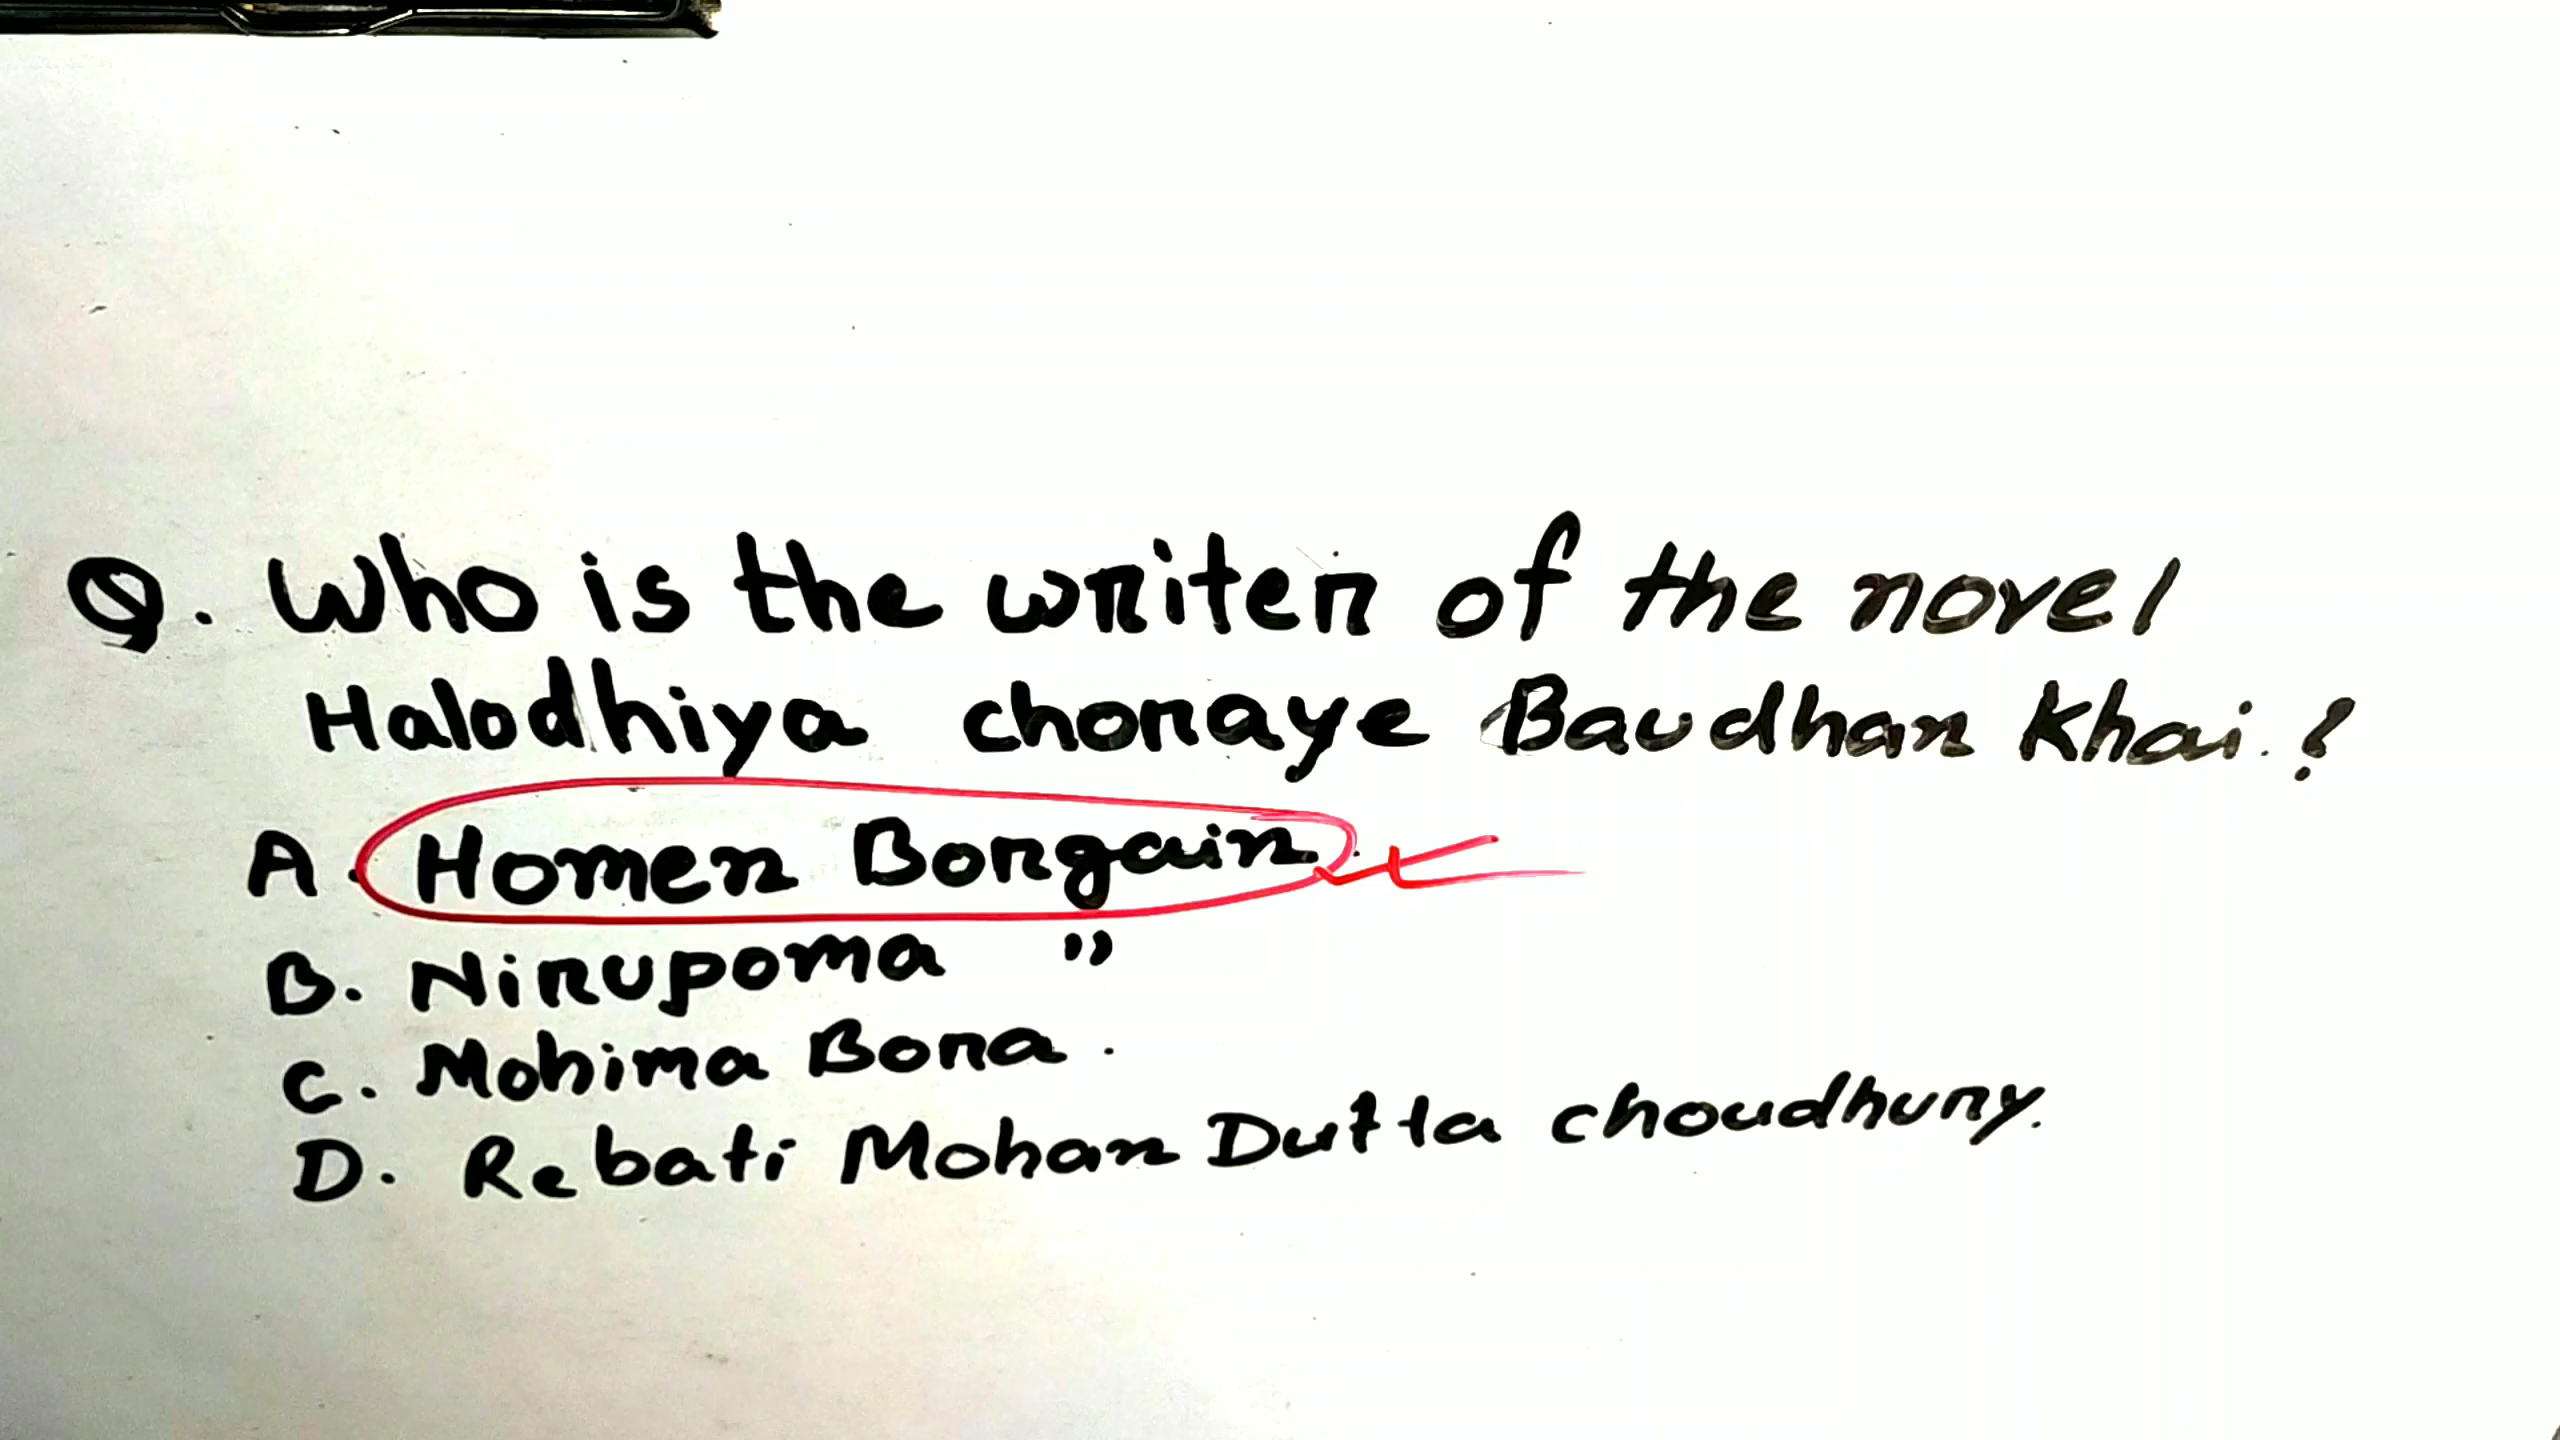 Q. Who is the writer of the novel
Halodhiya choraye Baudhan Khai.?
A. Homen Borgain.
B. Nirupoma "
C. Mohima Bora.
D. Rebati Mohan Dutta choudhury.